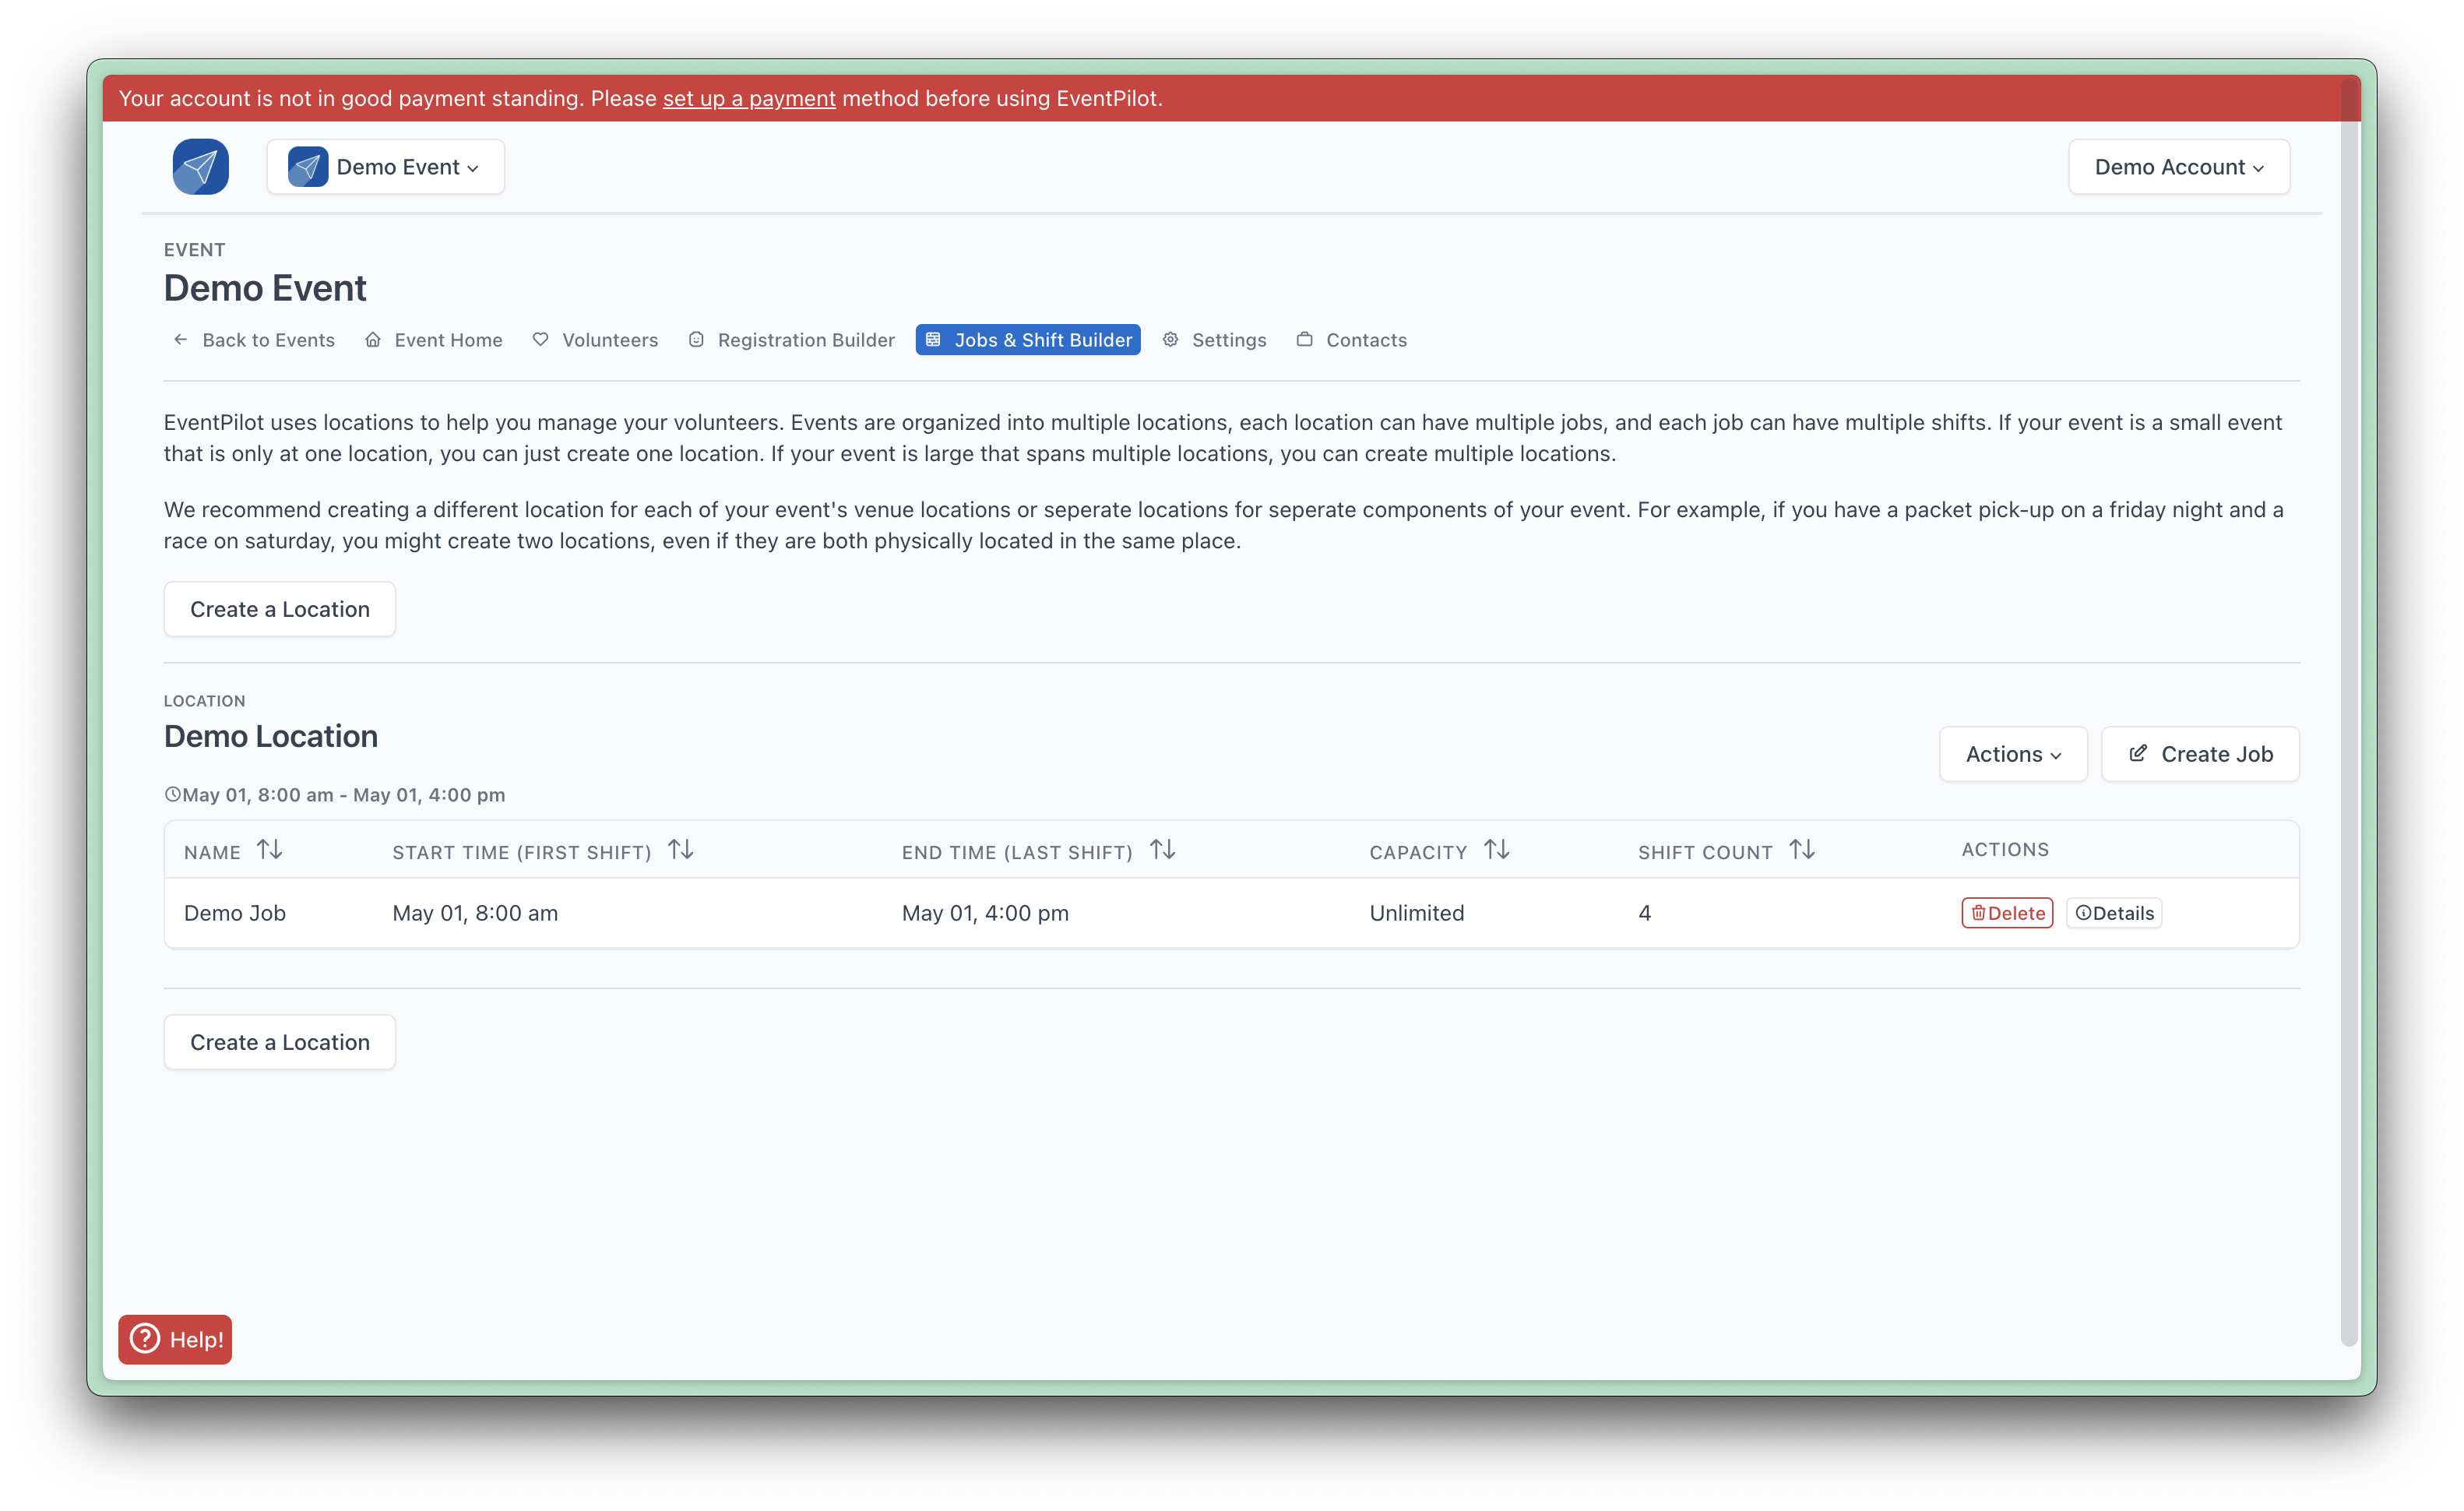 Your account is not in good payment standing. Please set up a payment method before using EventPilot.
Demo Event
Demo Account
EVENT
Demo Event
Back to Events
Event Home
Volunteers
Registration Builder
Jobs & Shift Builder
Settings
Contacts
EventPilot uses locations to help you manage your volunteers. Events are organized into multiple locations, each location can have multiple jobs, and each job can have multiple shifts. If your event is a small event
that is only at one location, you can just create one location. If your event is large that spans multiple locations, you can create multiple locations.
We recommend creating a different location for each of your event's venue locations or seperate locations for seperate components of your event. For example, if you have a packet pick-up on a friday night and a
race on saturday, you might create two locations, even if they are both physically located in the same place.
Create a Location
LOCATION
Demo Location
Actions
Create Job
May 01, 8:00 am - May 01, 4:00 pm
NAME START TIME (FIRST SHIFT) END TIME (LAST SHIFT) CAPACITY SHIFT COUNT ACTIONS
Demo Job May 01, 8:00 am May 01, 4:00 pm Unlimited 4 Delete Details
Create a Location
Help!